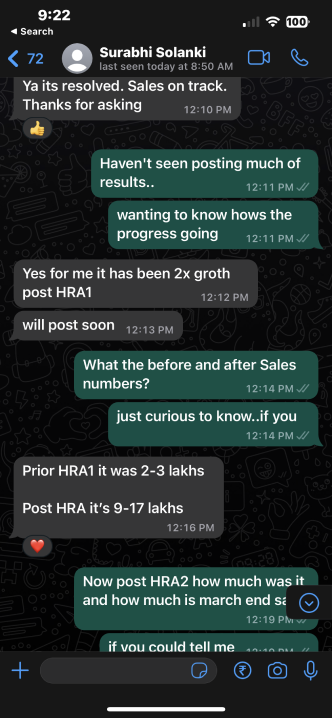 9:22
100
Search
72
Surabhi Solanki
last seen today at 8:50 AM
Ya its resolved. Sales on track.
Thanks for asking
12:10 PM
Haven't seen posting much of
results..
12:11 PM
wanting to know hows the
progress going
12:11 PM
Yes for me it has been 2x groth
post HRA1
12:12 PM
will post soon 12:13 PM
What the before and after Sales
numbers?
12:14 PM
just curious to know..if you
12:14 PM
Prior HRA1 it was 2-3 lakhs
Post HRA it's 9-17 lakhs
12:16 PM
Now post HRA2 how much was it
and how much is march end
12:19 PM
if you could tell me